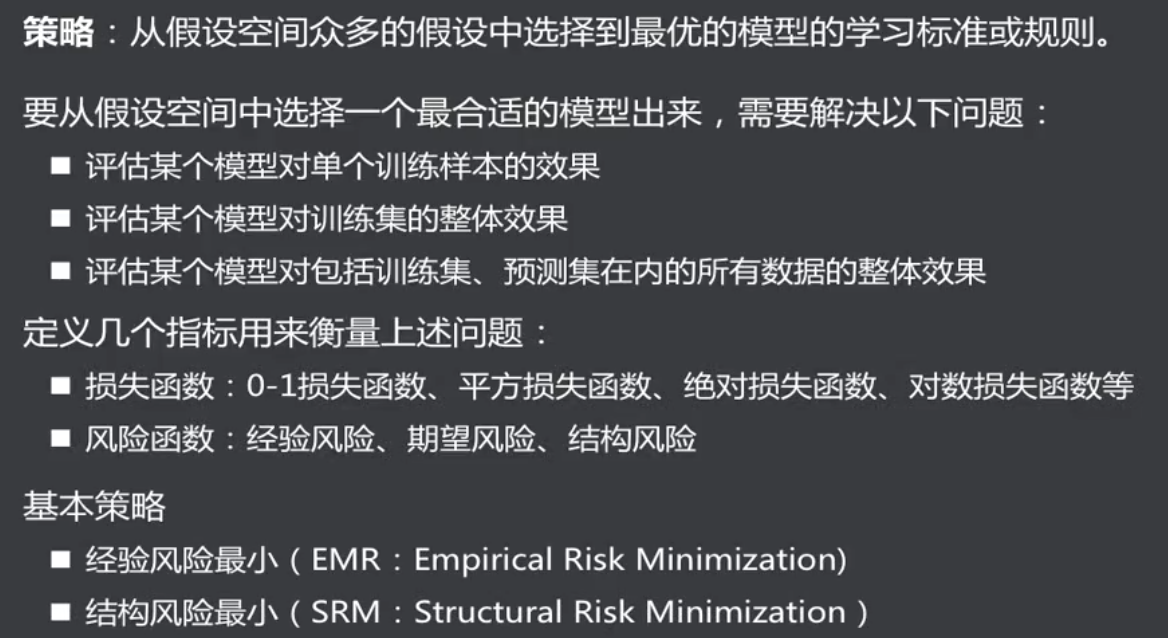 策略：从假设空间众多的假设中选择到最优的模型的学习标准或规则。
要从假设空间中选择一个最合适的模型出来，需要解决以下问题：
■ 评估某个模型对单个训练样本的效果
■ 评估某个模型对训练集的整体效果
■ 评估某个模型对包括训练集、预测集在内的所有数据的整体效果
定义几个指标用来衡量上述问题：
■ 损失函数：0-1损失函数、平方损失函数、绝对损失函数、对数损失函数等
■ 风险函数：经验风险、期望风险、结构风险
基本策略
■ 经验风险最小（EMR：Empirical Risk Minimization)
■ 结构风险最小（SRM：Structural Risk Minimization ）